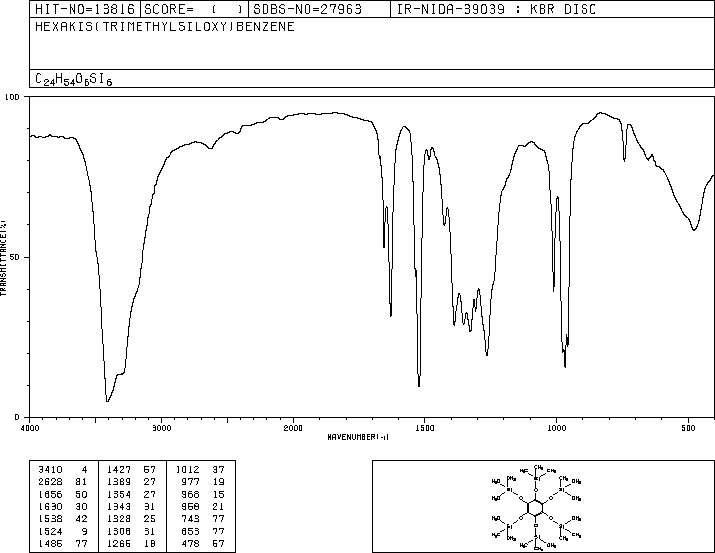 HIT-NO=13816 SCORE= ( ) SDBS-NO=27963 IR-NIDA-39039 : KBR DISC
HEXAKIS(TRIMETHYLSILOXY)BENZENE
C24H54O6SI6
100
50
0
TRANSMITTANCE(%)
4000 3000 2000 1500 1000 500
WAVENUMBER(-1)
3410 4 1427 57 1012 37
2628 81 1389 27 977 19
1656 50 1354 27 968 15
1630 30 1343 31 958 21
1538 42 1328 25 743 77
1524 9 1308 31 653 77
1486 77 1266 18 478 57